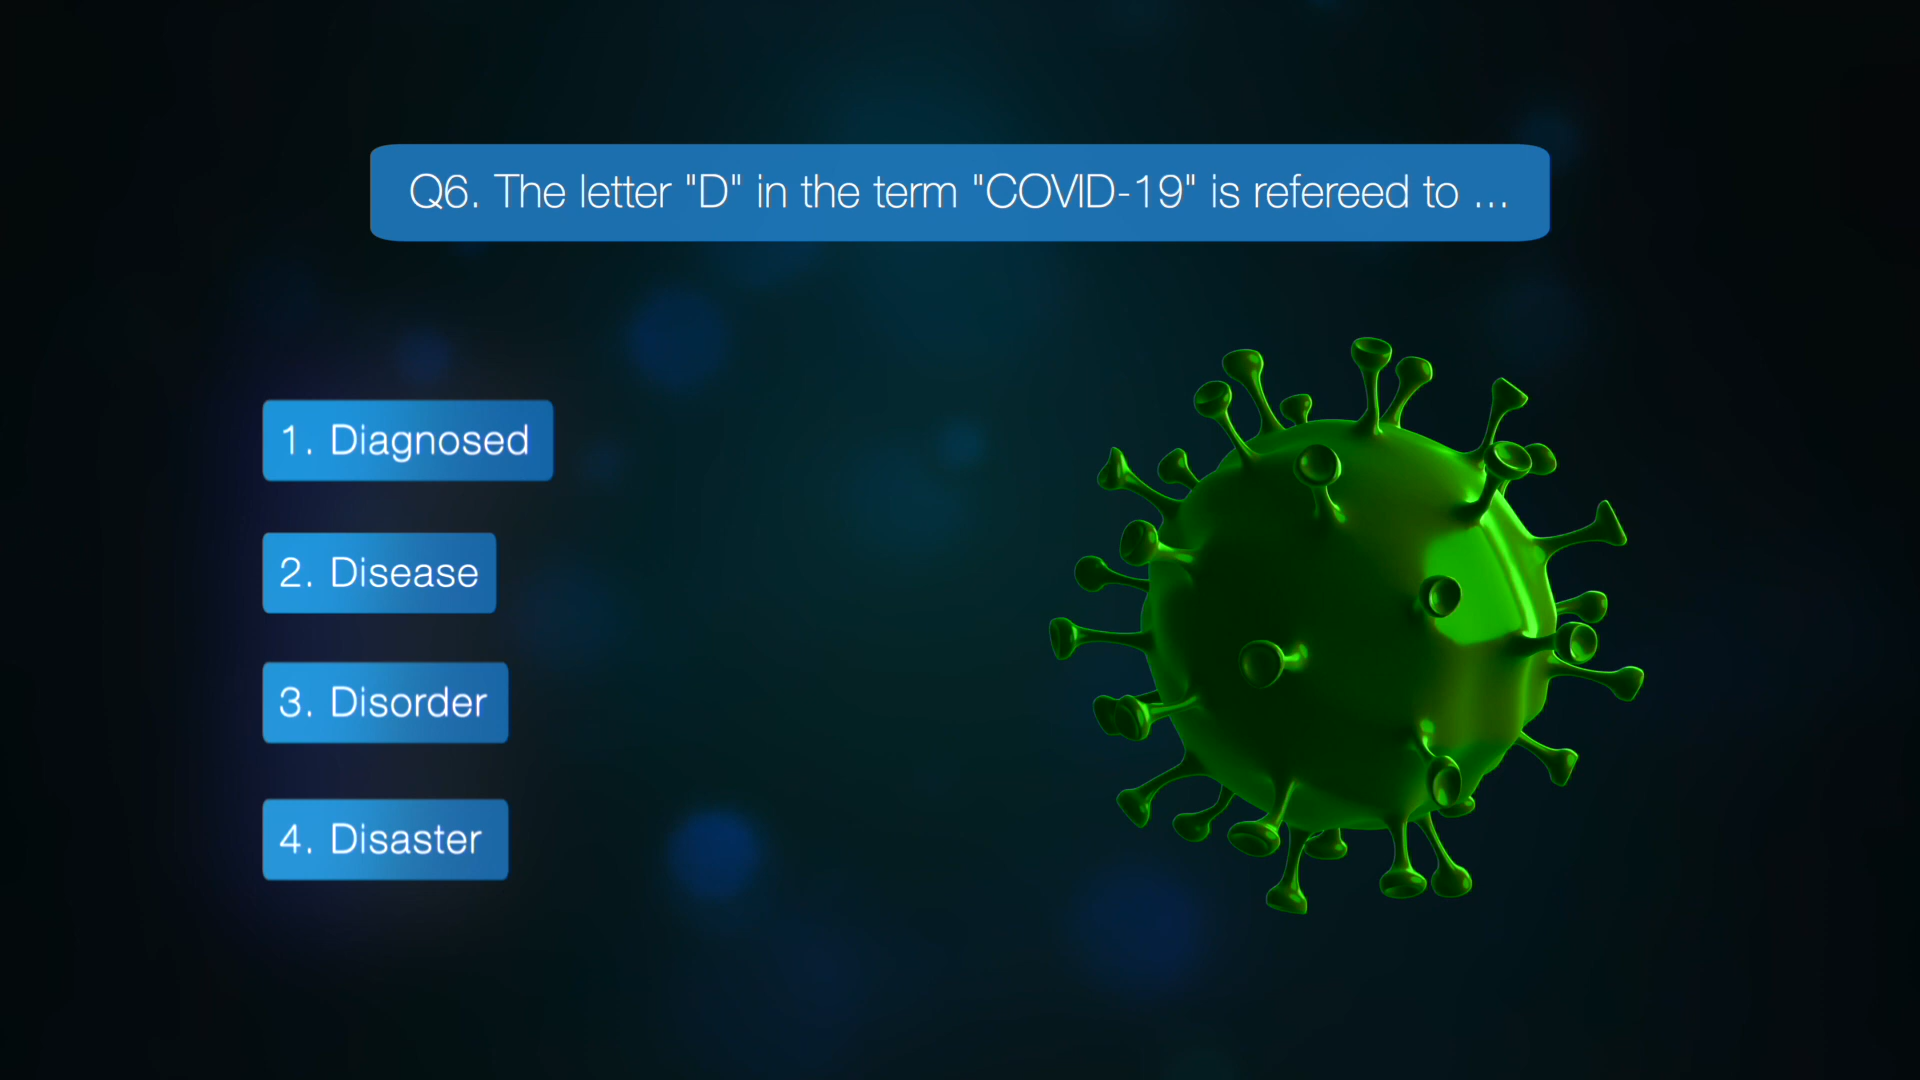 Q6. The letter "D" in the term "COVID-19" is refereed to ...
1. Diagnosed
2. Disease
3. Disorder
4. Disaster